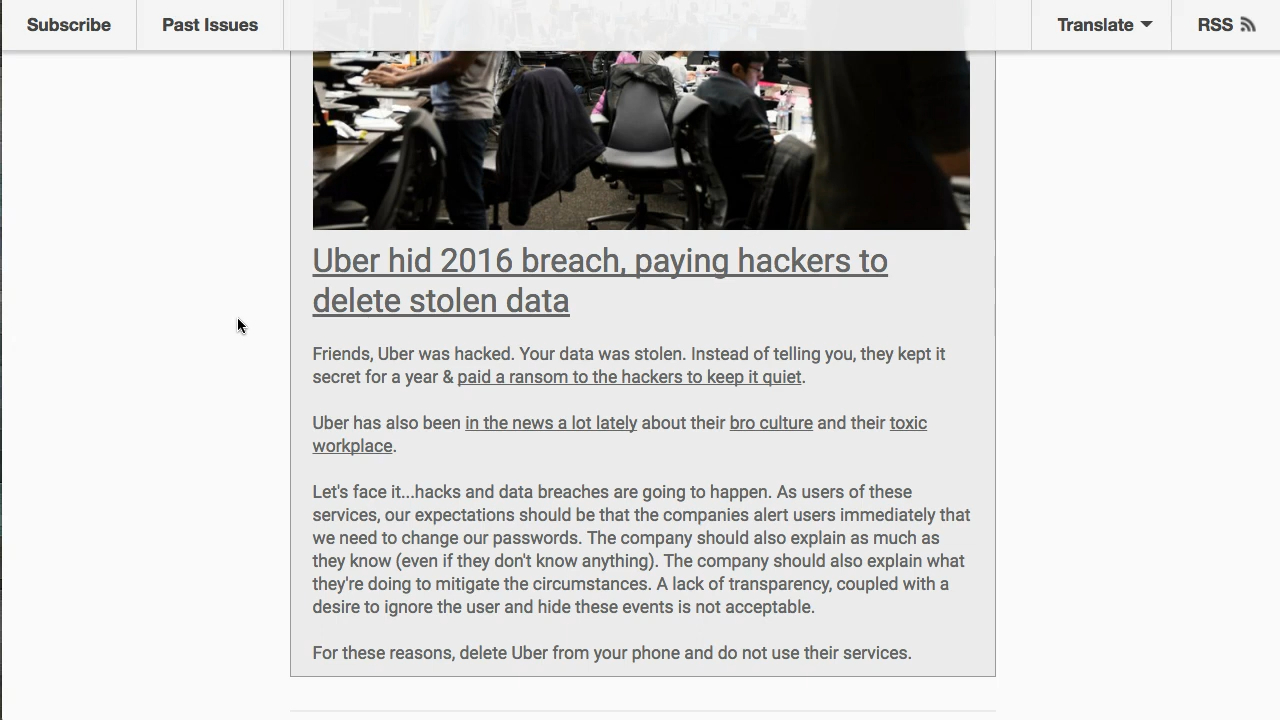 Subscribe
Past Issues
Translate
RSS
Uber hid 2016 breach, paying hackers to
delete stolen data
Friends, Uber was hacked. Your data was stolen. Instead of telling you, they kept it
secret for a year & paid a ransom to the hackers to keep it quiet.
Uber has also been in the news a lot lately about their bro culture and their toxic
workplace.
Let's face it...hacks and data breaches are going to happen. As users of these
services, our expectations should be that the companies alert users immediately that
we need to change our passwords. The company should also explain as much as
they know (even if they don't know anything). The company should also explain what
they're doing to mitigate the circumstances. A lack of transparency, coupled with a
desire to ignore the user and hide these events is not acceptable.
For these reasons, delete Uber from your phone and do not use their services.